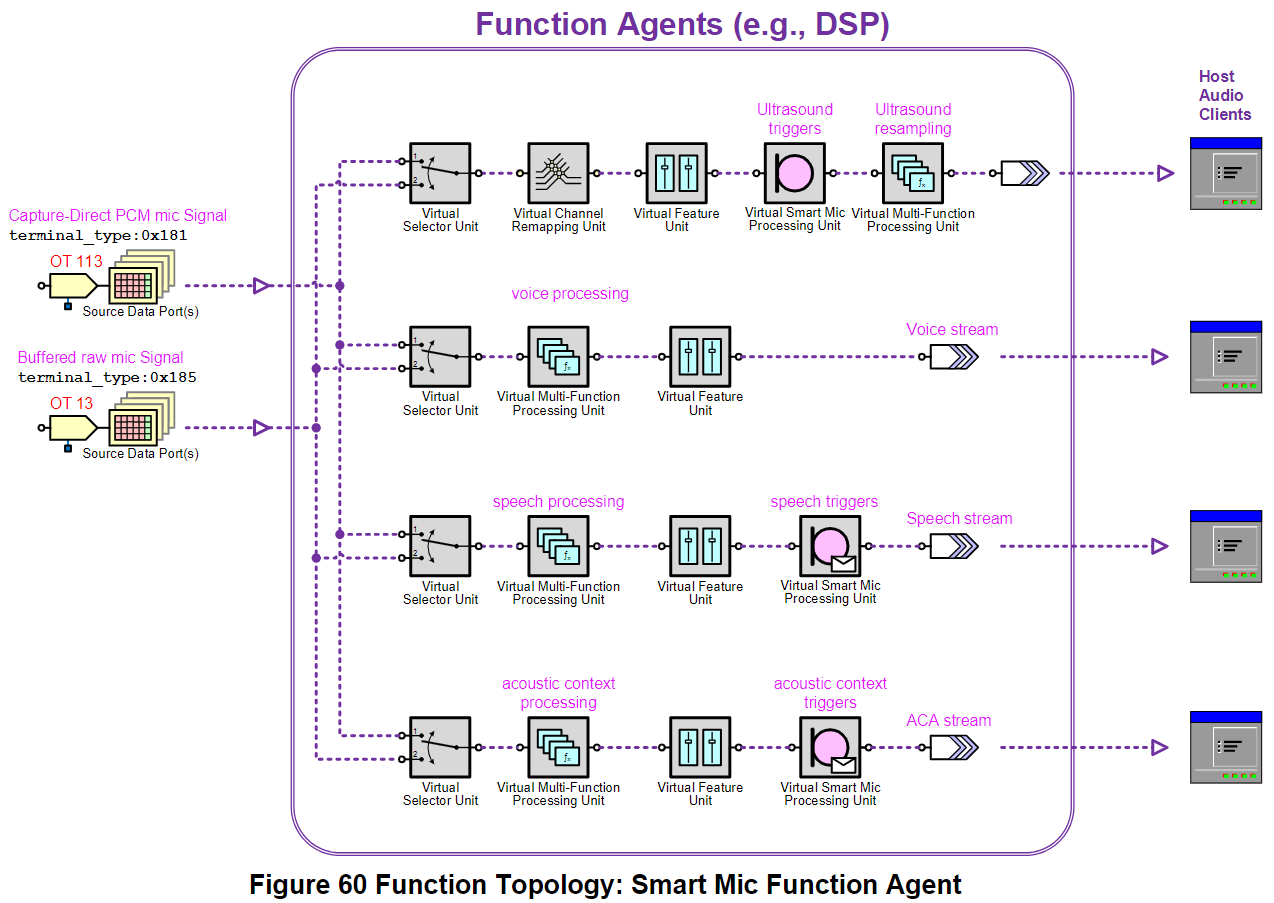 Function Agents (e.g., DSP)
Host
Audio
Clients
Ultrasound
triggers
Ultrasound
resampling
1
2
fx
Virtual
Selector Unit
Virtual Channel
Remapping Unit
Virtual Feature
Unit
Virtual Smart Mic
Processing Unit
Virtual Multi-Function
Processing Unit
Capture-Direct PCM mic Signal
terminal_type:0x181
OT 113
Source Data Port(s)
voice processing
Voice stream
1
2
fx
Virtual
Selector Unit
Virtual Multi-Function
Processing Unit
Virtual Feature
Unit
Buffered raw mic Signal
terminal_type:0x185
OT 13
Source Data Port(s)
speech processing
speech triggers
Speech stream
1
2
fx
Virtual
Selector Unit
Virtual Multi-Function
Processing Unit
Virtual Feature
Unit
Virtual Smart Mic
Processing Unit
acoustic context
processing
acoustic context
triggers
ACA stream
1
2
fx
Virtual
Selector Unit
Virtual Multi-Function
Processing Unit
Virtual Feature
Unit
Virtual Smart Mic
Processing Unit
Figure 60 Function Topology: Smart Mic Function Agent